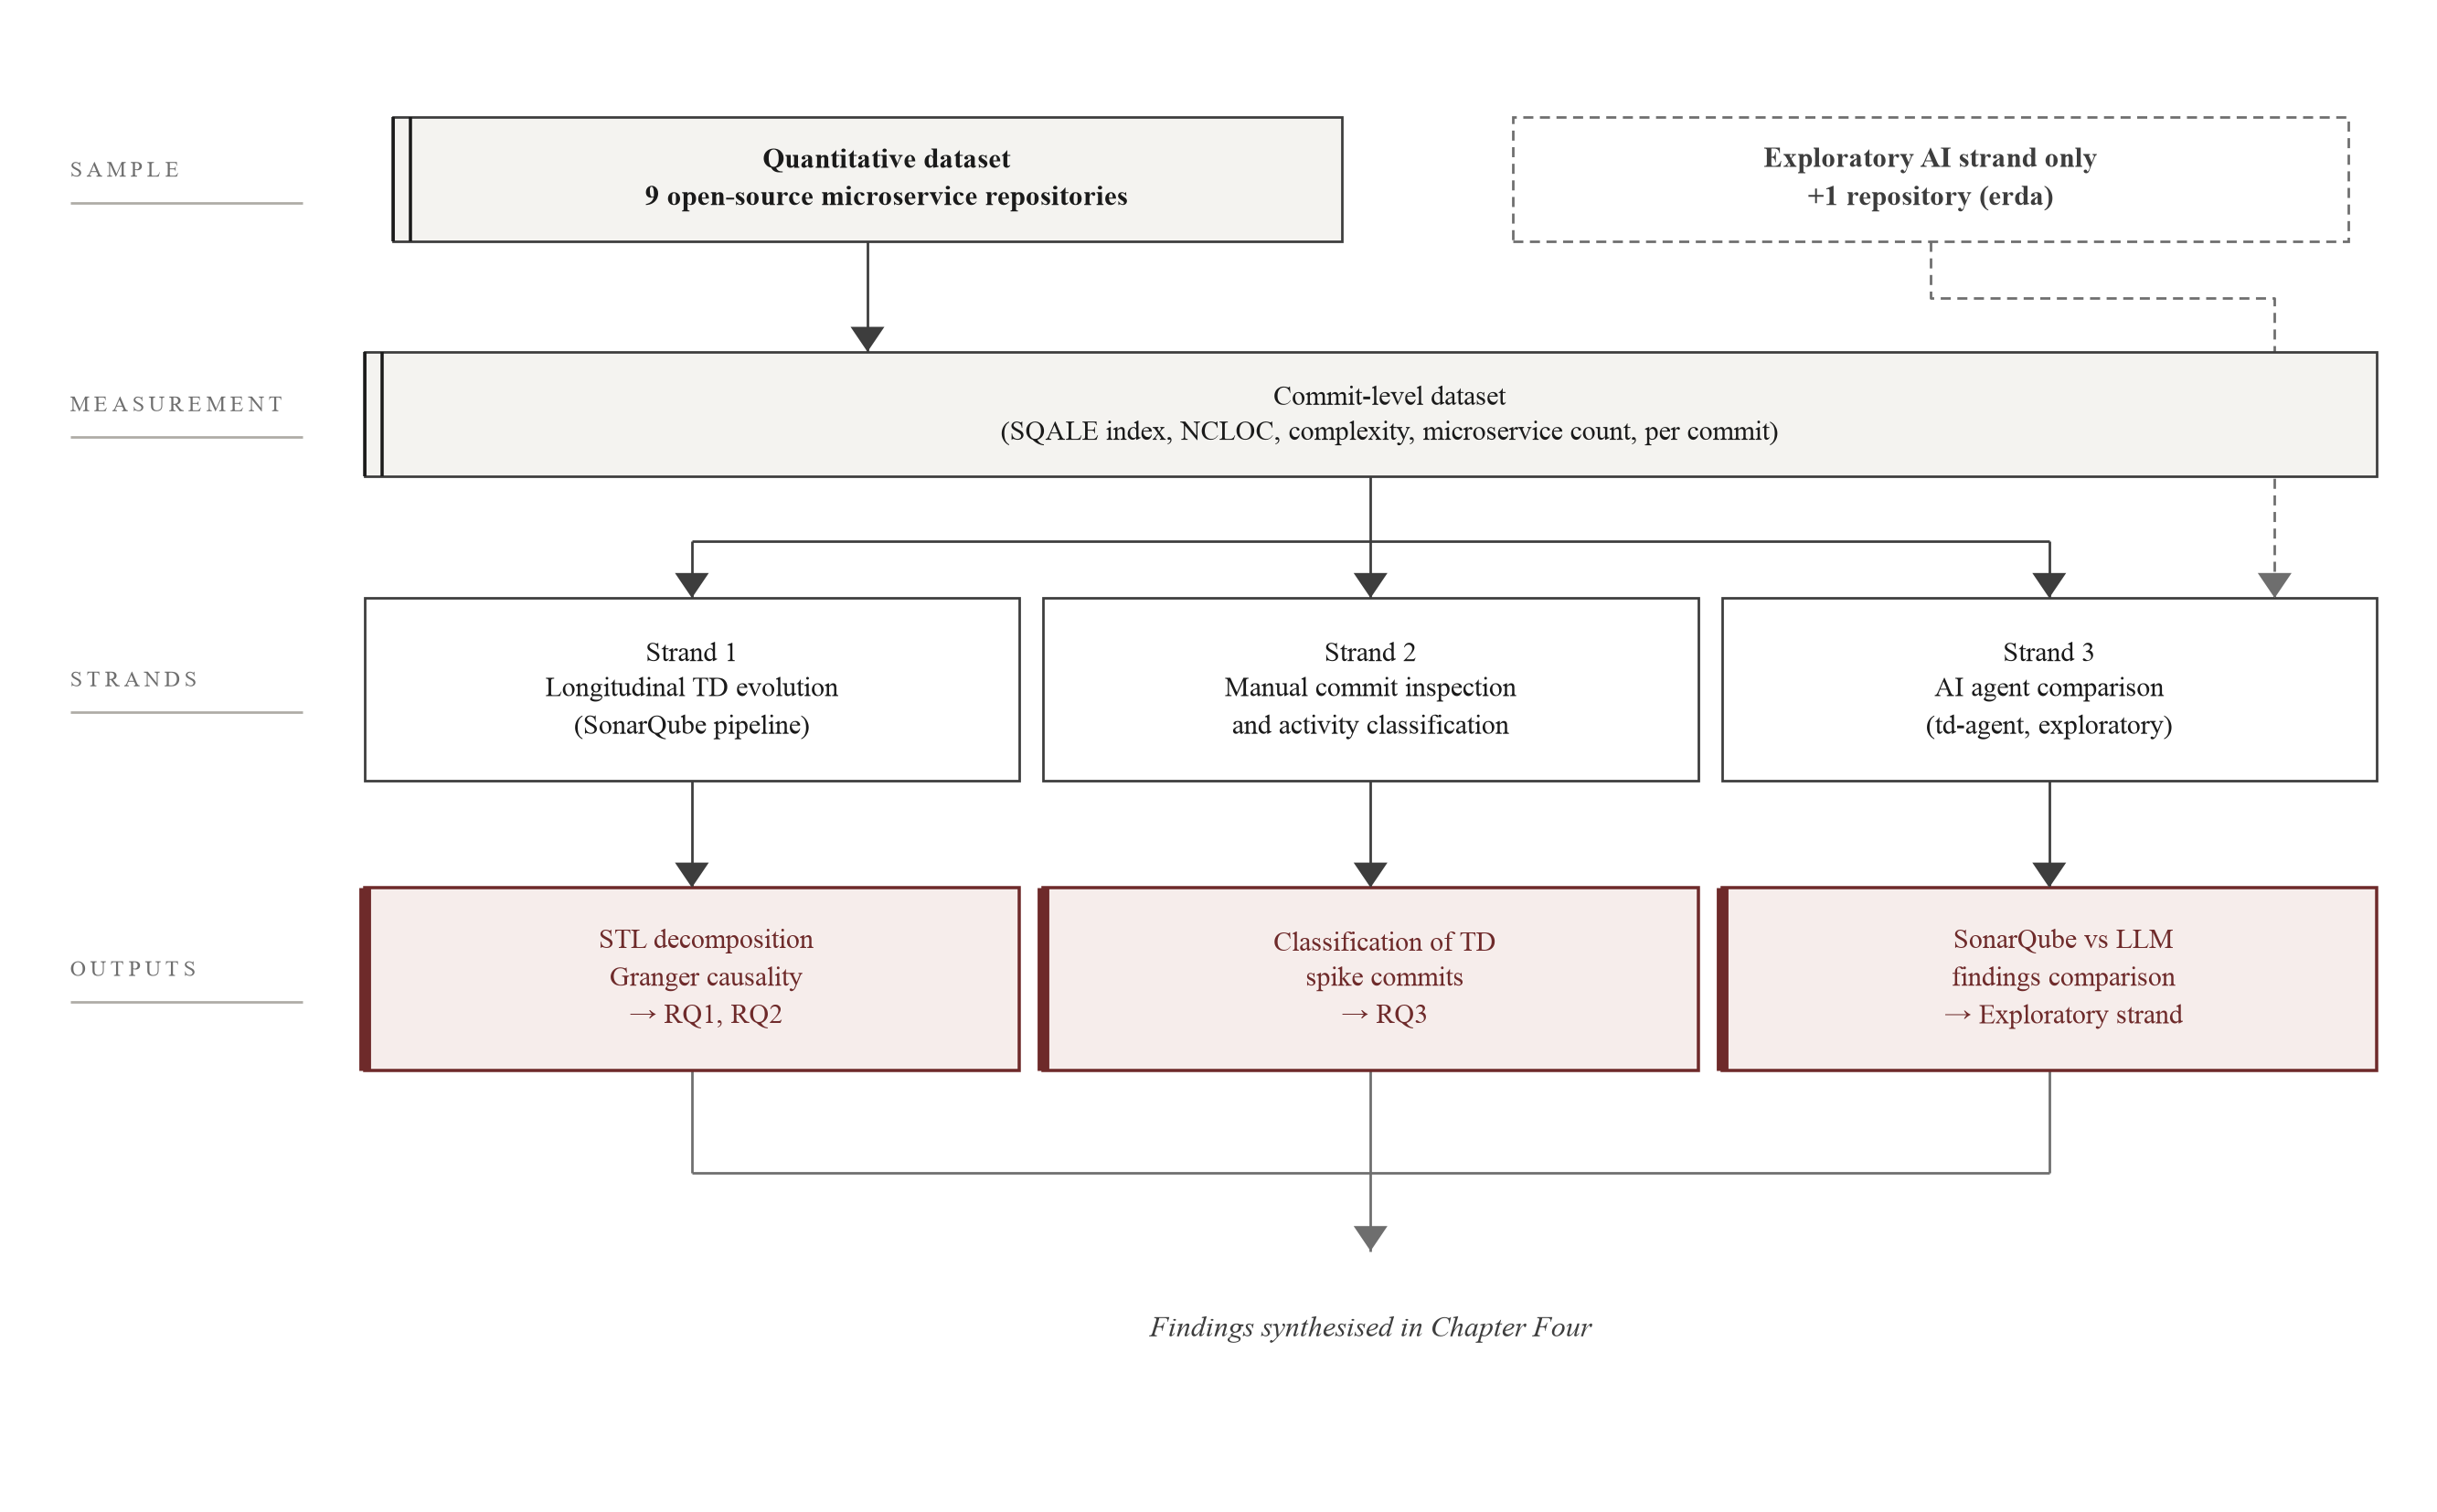 SAMPLE
Quantitative dataset
9 open-source microservice repositories
Exploratory AI strand only
+1 repository (erda)
MEASUREMENT
Commit-level dataset
(SQALE index, NCLOC, complexity, microservice count, per commit)
STRANDS
Strand 1
Longitudinal TD evolution
(SonarQube pipeline)
Strand 2
Manual commit inspection
and activity classification
Strand 3
AI agent comparison
(td-agent, exploratory)
OUTPUTS
STL decomposition
Granger causality
→ RQ1, RQ2
Classification of TD
spike commits
→ RQ3
SonarQube vs LLM
findings comparison
→ Exploratory strand
Findings synthesised in Chapter Four